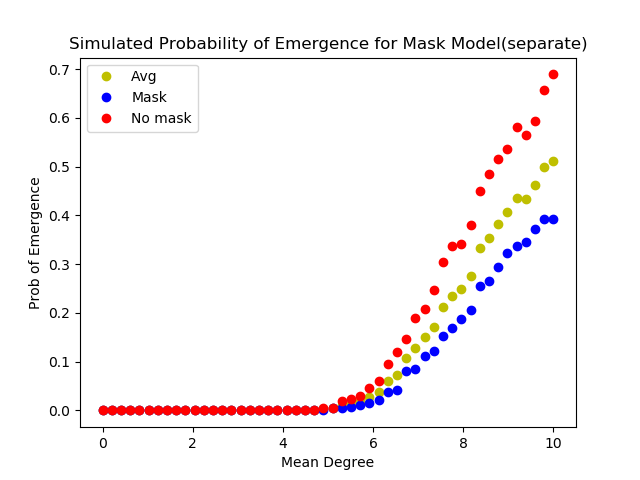 Simulated Probability of Emergence for Mask Model(separate)
Avg
Mask
No mask
Prob of Emergence
0.7
0.6
0.5
0.4
0.3
0.2
0.1
0.0
0 2 4 6 8 10
Mean Degree